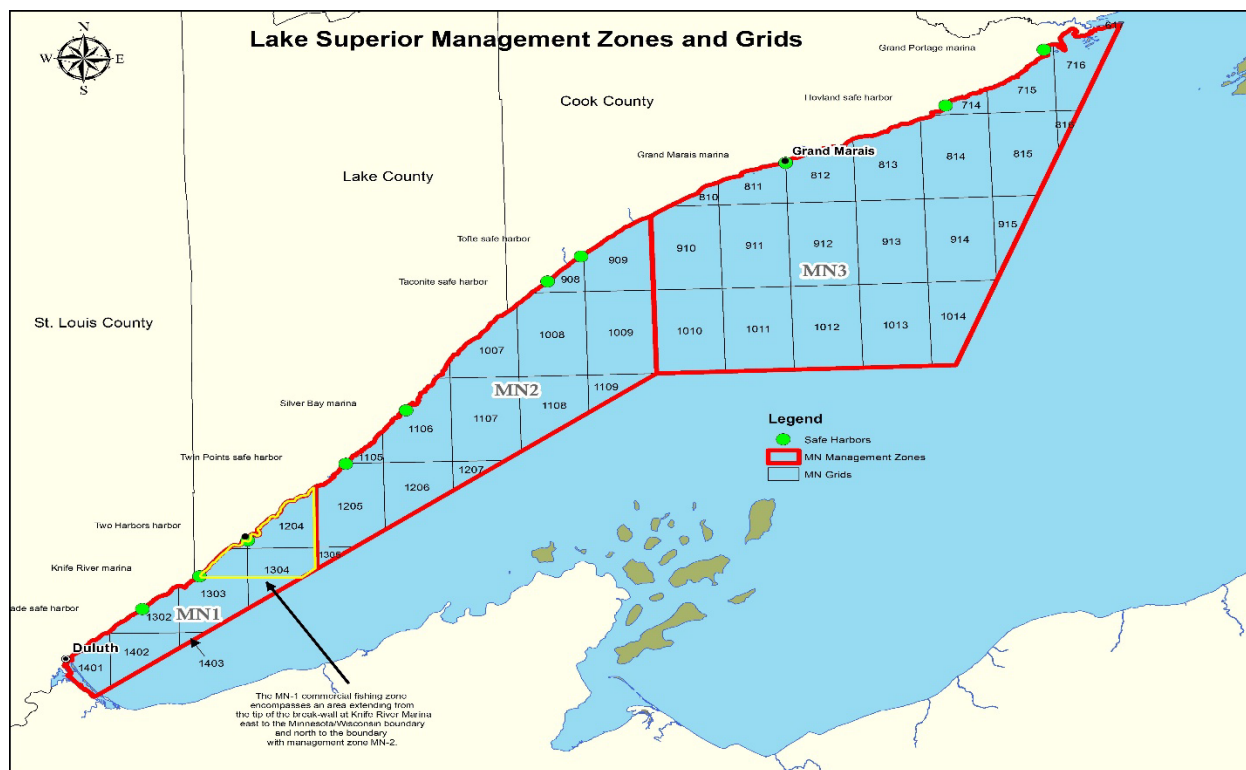 Lake Superior Management Zones and Grids
N
W
E
S
Grand Portage marina
716
715
Hovland safe harbor
714
816
Cook County
Grand Marais
Grand Marais marina
812
813
814
815
811
810
Lake County
Tofte safe harbor
909
910
911
912
913
914
915
MN3
Taconite safe harbor
908
St. Louis County
1007
1008
1009
1010
1011
1012
1013
1014
MN2
1109
Silver Bay marina
1106
1107
1108
Legend
Safe Harbors
MN Management Zones
MN Grids
Twin Points safe harbor
1105
1207
1206
1205
Two Harbors harbor
1204
Knife River marina
1304
1303
ade safe harbor
1302
MN1
Duluth
1401
1402
1403
The MN-1 commercial fishing zone
encompasses an area extending from
the tip of the break-wall at Knife River Marina
east to the Minnesota/Wisconsin boundary
and north to the boundary
with management zone MN-2.